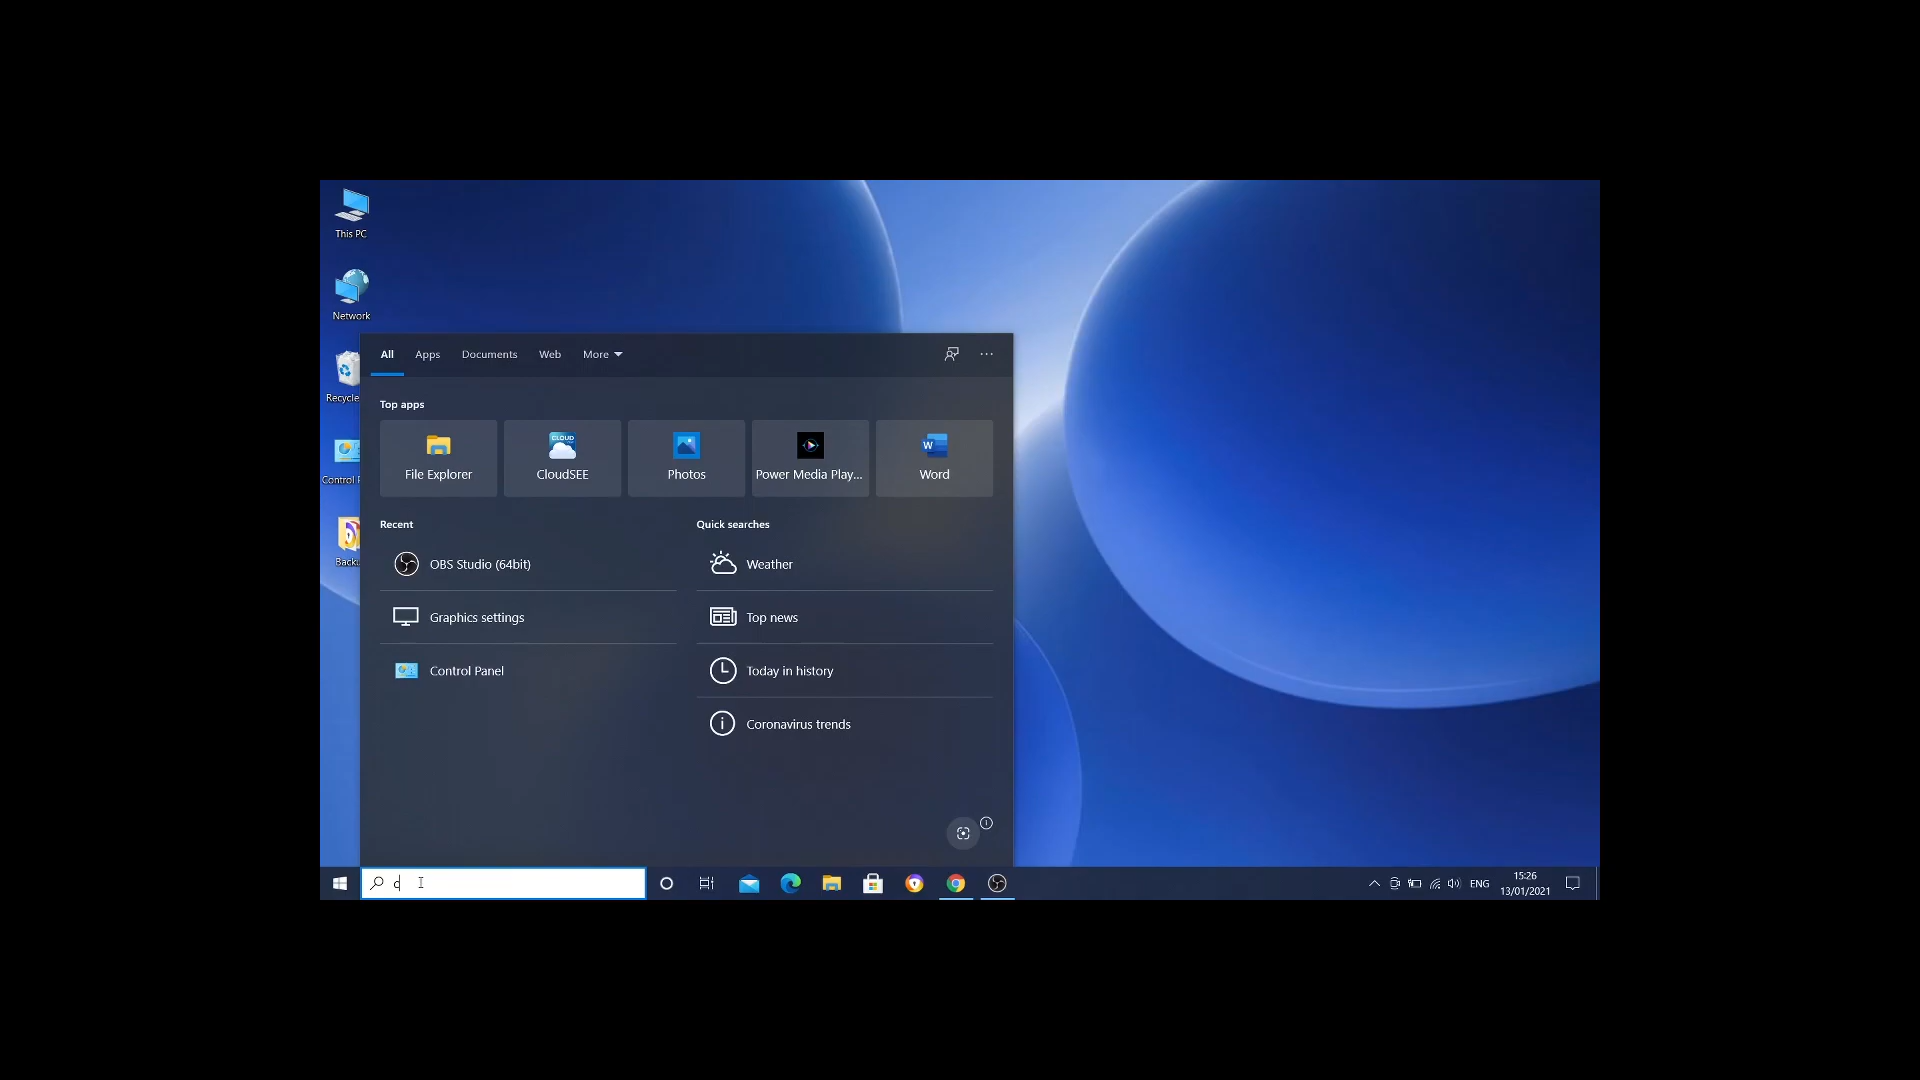 This PC
Network
Recycle
Control
Back
All Apps Documents Web More
Top apps
File Explorer CloudSEE Photos Power Media Play... Word
CLOUD
SEE
W
Recent
OBS Studio (64bit)
Graphics settings
Control Panel
Quick searches
Weather
Top news
Today in history
Coronavirus trends
c
ENG
15:26
13/01/2021